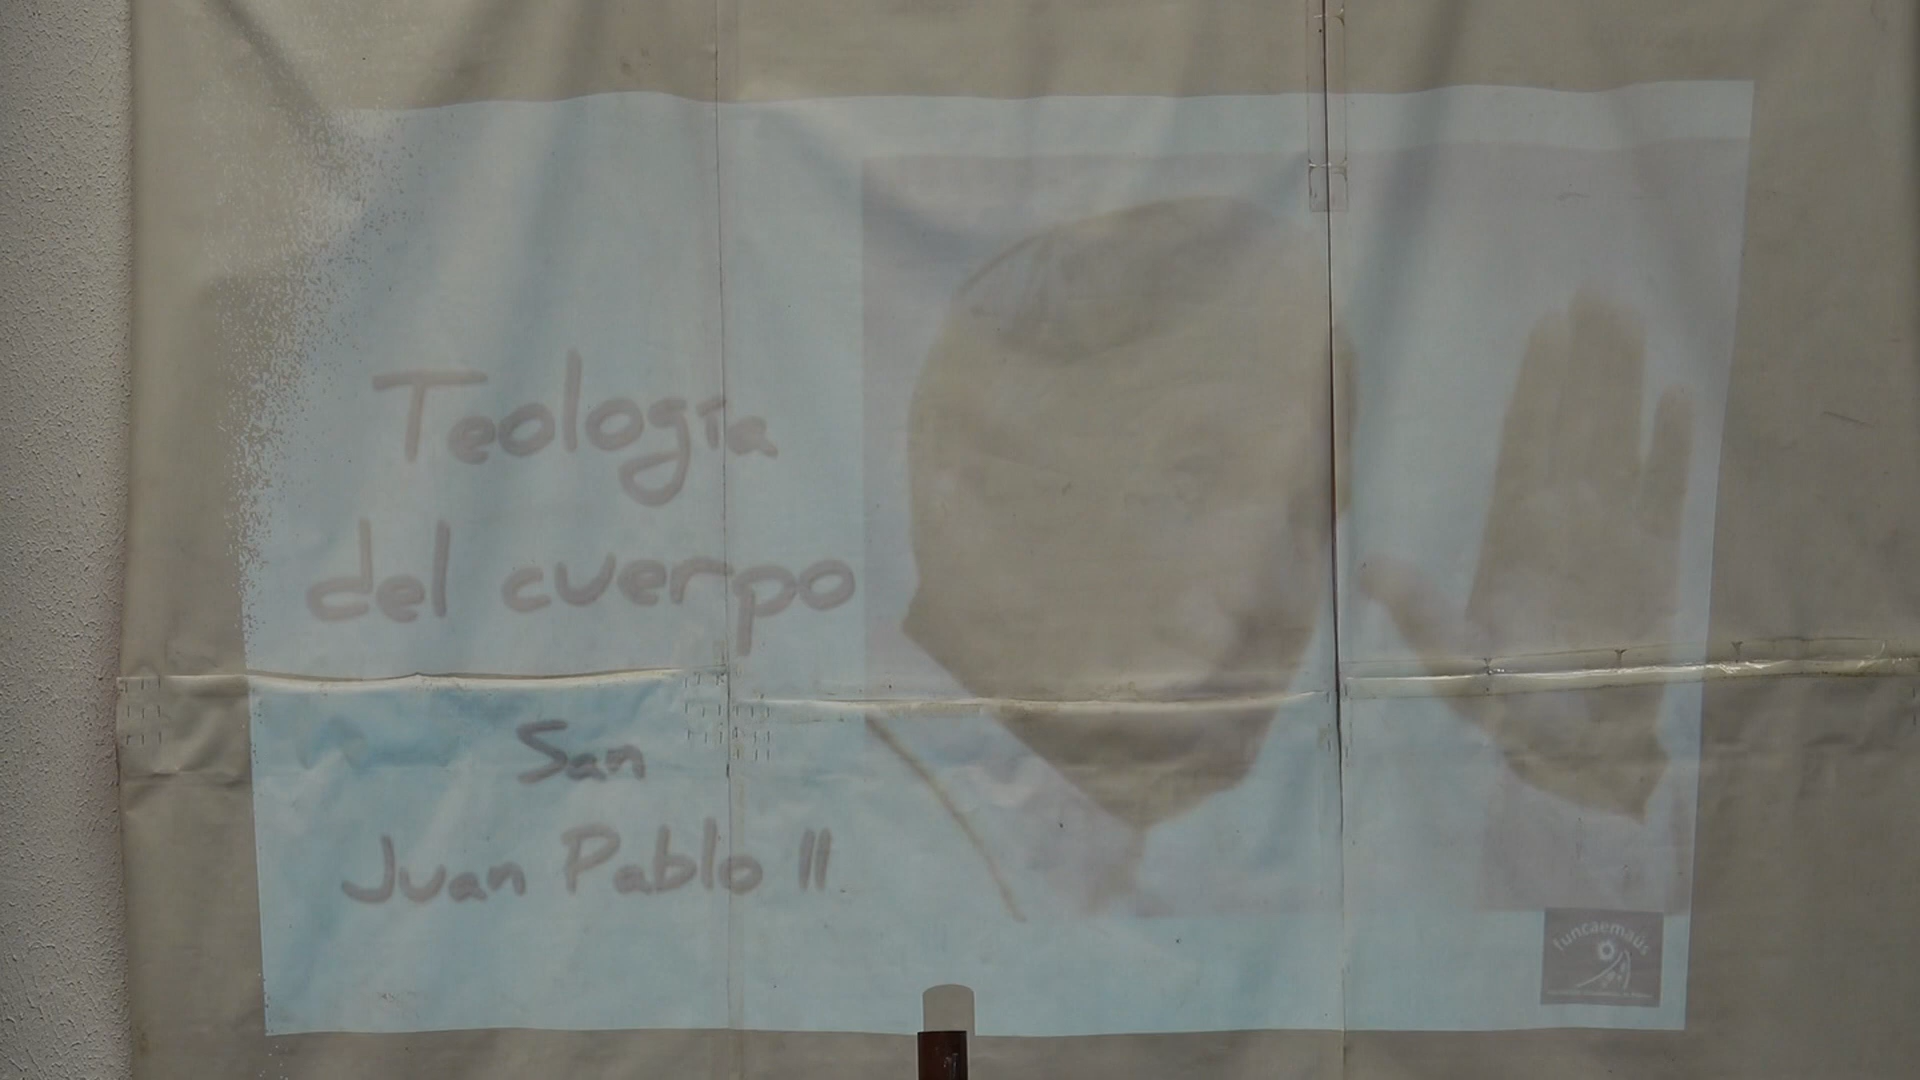 Teología
del cuerpo
San
Juan Pablo II
funcaemaús